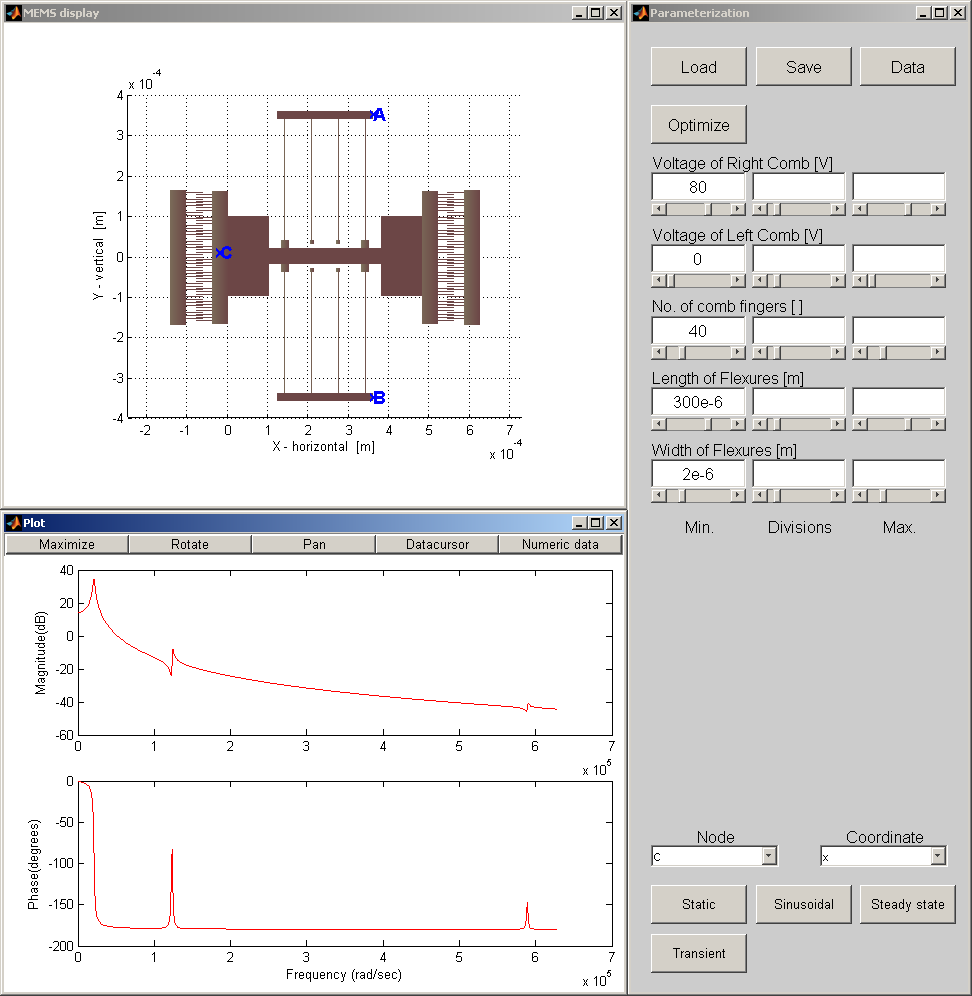 MEMS display
x 10-4
4
3
2
1
0
-1
-2
-3
-4
Y - vertical [m]
A
C
B
-2 -1 0 1 2 3 4 5 6 7
X - horizontal [m]
x 10-4
Plot
Maximize Rotate Pan Datacursor Numeric data
40
20
0
-20
-40
-60
Magnitude(dB)
0 1 2 3 4 5 6 7
x 10^5
0
-50
-100
-150
-200
Phase(degrees)
0 1 2 3 4 5 6 7
Frequency (rad/sec)
x 10^5
Parameterization
Load Save Data
Optimize
Voltage of Right Comb [V]
80
Voltage of Left Comb [V]
0
No. of comb fingers [ ]
40
Length of Flexures [m]
300e-6
Width of Flexures [m]
2e-6
Min. Divisions Max.
Node Coordinate
C x
Static Sinusoidal Steady state
Transient